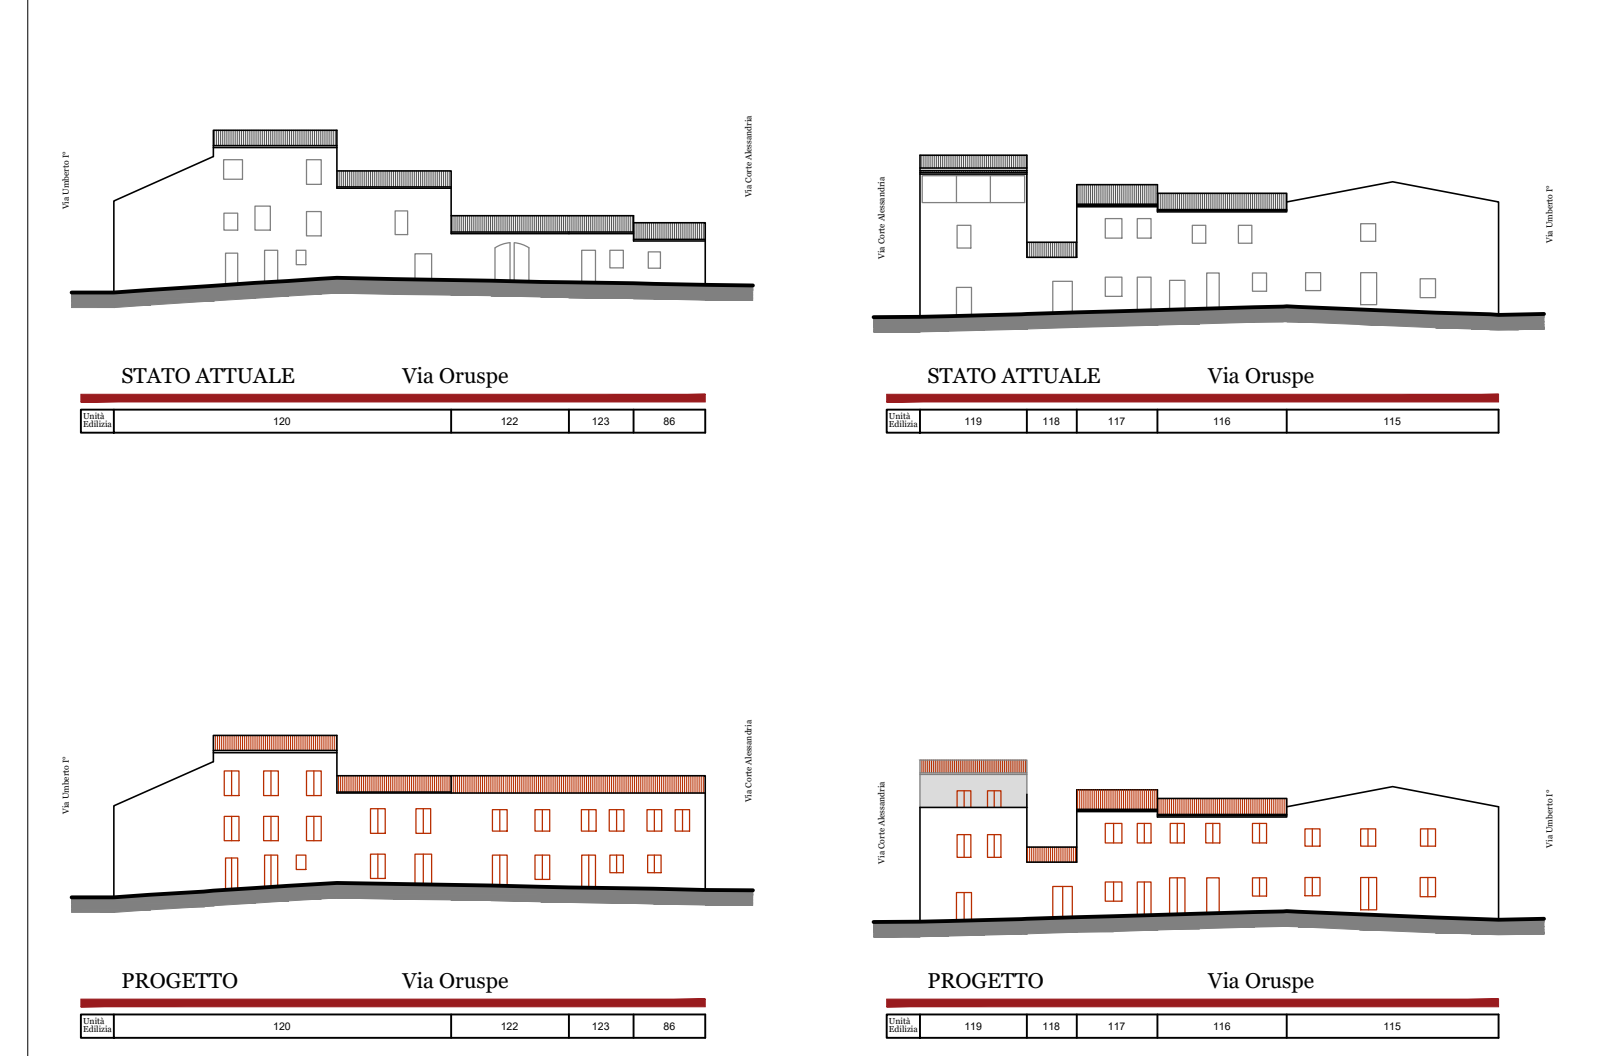 Via Umberto I°
Via Corte Alessandria
STATO ATTUALE Via Oruspe
Unità Edilizia 120 122 123 86
Via Corte Alessandria
Via Umberto I°
STATO ATTUALE Via Oruspe
Unità Edilizia 119 118 117 116 115
Via Umberto I°
Via Corte Alessandria
PROGETTO Via Oruspe
Unità Edilizia 120 122 123 86
Via Corte Alessandria
Via Umberto I°
PROGETTO Via Oruspe
Unità Edilizia 119 118 117 116 115